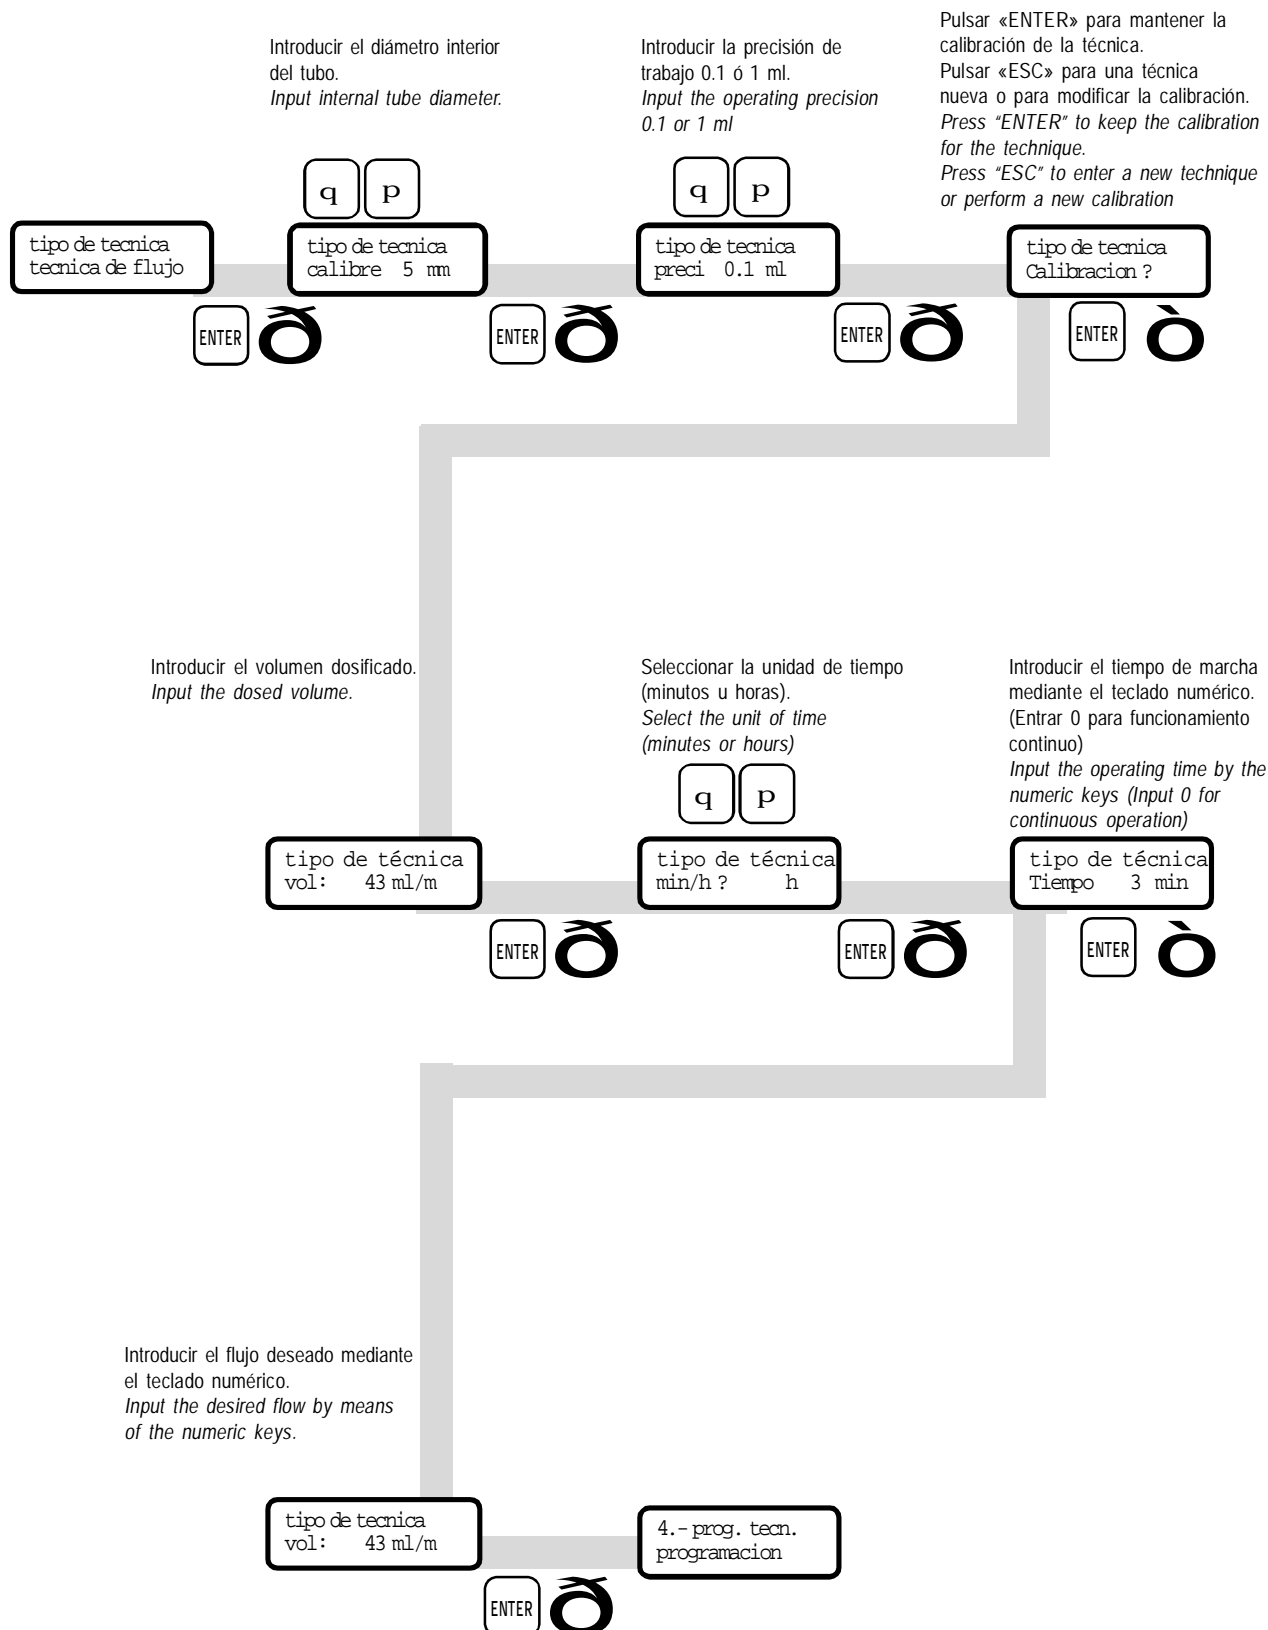 Introducir el diámetro interior
del tubo.
Input internal tube diameter.
Introducir la precisión de
trabajo 0.1 ó 1 ml.
Input the operating precision
0.1 or 1 ml
Pulsar «ENTER» para mantener la
calibración de la técnica.
Pulsar «ESC» para una técnica
nueva o para modificar la calibración.
Press “ENTER” to keep the calibration
for the technique.
Press “ESC” to enter a new technique
or perform a new calibration
q p
q p
tipo de tecnica
tecnica de flujo
tipo de tecnica
calibre 5 mm
tipo de tecnica
preci 0.1 ml
tipo de tecnica
Calibracion ?
ENTER ð
ENTER ð
ENTER ð
ENTER ò
Introducir el volumen dosificado.
Input the dosed volume.
Seleccionar la unidad de tiempo
(minutos u horas).
Select the unit of time
(minutes or hours)
Introducir el tiempo de marcha
mediante el teclado numérico.
(Entrar 0 para funcionamiento
continuo)
Input the operating time by the
numeric keys (Input 0 for
continuous operation)
q p
tipo de técnica
vol: 43 ml/m
tipo de técnica
min/h ? h
tipo de técnica
Tiempo 3 min
ENTER ð
ENTER ð
ENTER ò
Introducir el flujo deseado mediante
el teclado numérico.
Input the desired flow by means
of the numeric keys.
tipo de tecnica
vol: 43 ml/m
4.- prog. tecn.
programacion
ENTER ð